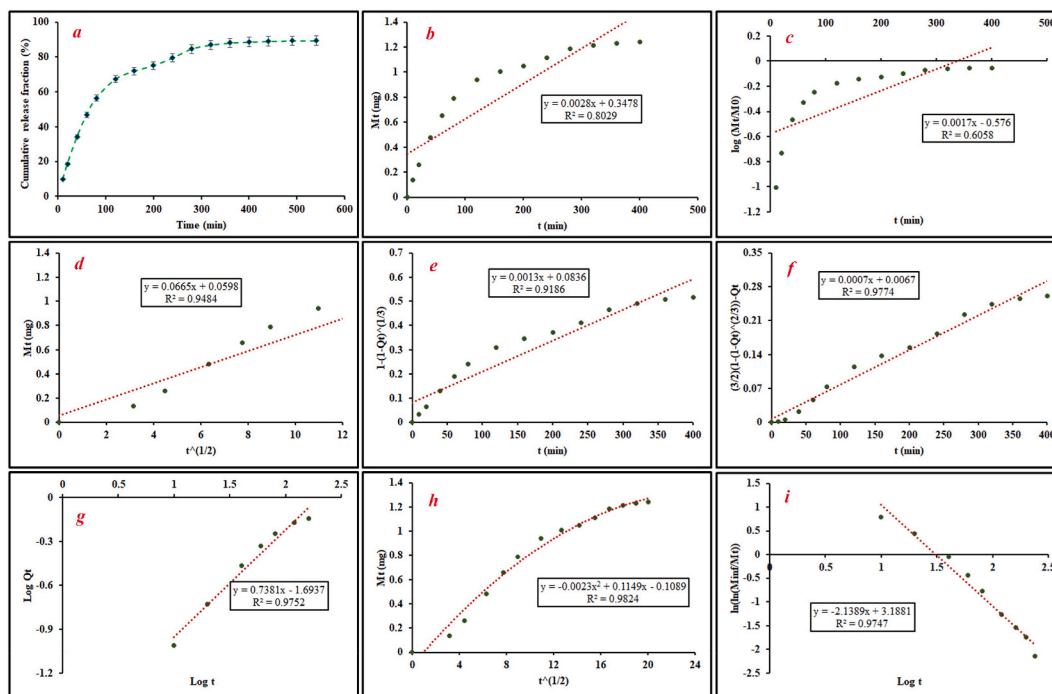 a
Cumulative release fraction (%)
100
90
80
60
40
20
0
0 100 200 300 400 500 600
Time (min)
b
Mt (mg)
1.4
1.2
1
0.8
0.6
0.4
0.2
0
y = 0.0028x + 0.3478
R² = 0.8029
0 100 200 300 400 500
t (min)
c
0 100 200 300 400 500
log (Mt/M0)
0.4
0.2
0
-0.2
-0.4
-0.6
-0.8
-1
-1.2
y = 0.0017x - 0.576
R² = 0.6058
t (min)
d
Mt (mg)
1.4
1.2
1
0.8
0.6
0.4
0.2
0
y = 0.0665x + 0.0598
R² = 0.9484
0 2 4 6 8 10 12
t^(1/2)
e
1-(1-Qt)^(1/3)
0.7
0.6
0.5
0.4
0.3
0.2
0.1
0
y = 0.0013x + 0.0836
R² = 0.9186
0 50 100 150 200 250 300 350 400
t (min)
f
(3/2)(1-(1-Qt)^(2/3))-Qt
0.35
0.28
0.21
0.14
0.07
0
y = 0.0007x + 0.0067
R² = 0.9774
0 50 100 150 200 250 300 350 400
t (min)
g
0 0.5 1 1.5 2 2.5
Log Qt
0
-0.3
-0.6
-0.9
-1.2
y = 0.7381x - 1.6937
R² = 0.9752
Log t
h
Mt (mg)
1.4
1.2
1
0.8
0.6
0.4
0.2
0
y = -0.0023x² + 0.1149x - 0.1089
R² = 0.9824
0 4 8 12 16 20 24
t^(1/2)
i
ln(ln(Minf/Mt))
1.5
1
0.5
0
-0.5
-1
-1.5
-2
-2.5
0 0.5 1 1.5 2 2.5
y = -2.1389x + 3.1881
R² = 0.9747
Log t